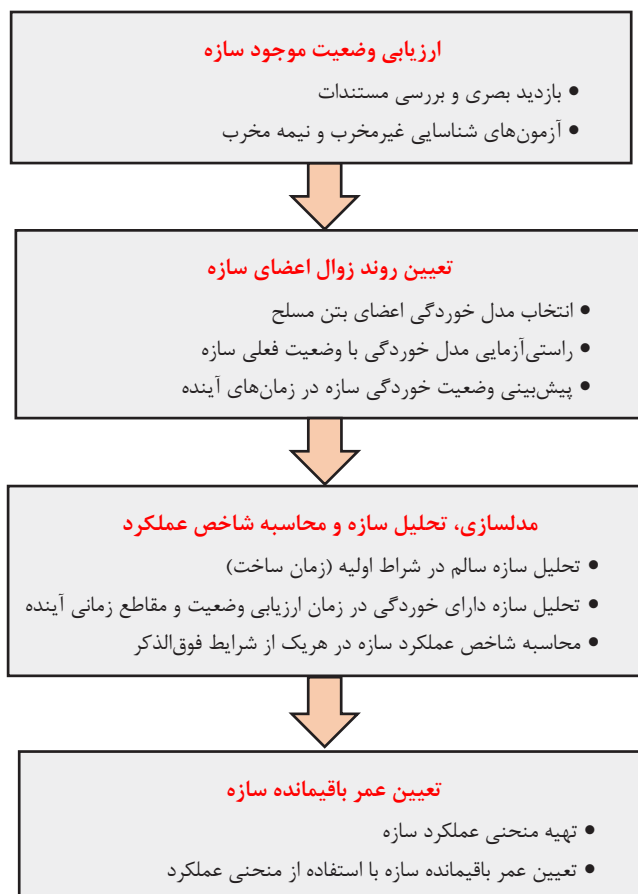 ارزیابی وضعیت موجود سازه
• بازدید بصری و بررسی مستندات
• آزمون‌های شناسایی غیرمخرب و نیمه مخرب
تعیین روند زوال اعضای سازه
• انتخاب مدل خوردگی اعضای بتن مسلح
• راستی‌آزمایی مدل خوردگی با وضعیت فعلی سازه
• پیش‌بینی وضعیت خوردگی سازه در زمان‌های آینده
مدلسازی، تحلیل سازه و محاسبه شاخص عملکرد
• تحلیل سازه سالم در شراط اولیه (زمان ساخت)
• تحلیل سازه دارای خوردگی در زمان ارزیابی وضعیت و مقاطع زمانی آینده
• محاسبه شاخص عملکرد سازه در هریک از شرایط فوق‌الذکر
تعیین عمر باقیمانده سازه
• تهیه منحنی عملکرد سازه
• تعیین عمر باقیمانده سازه با استفاده از منحنی عملکرد